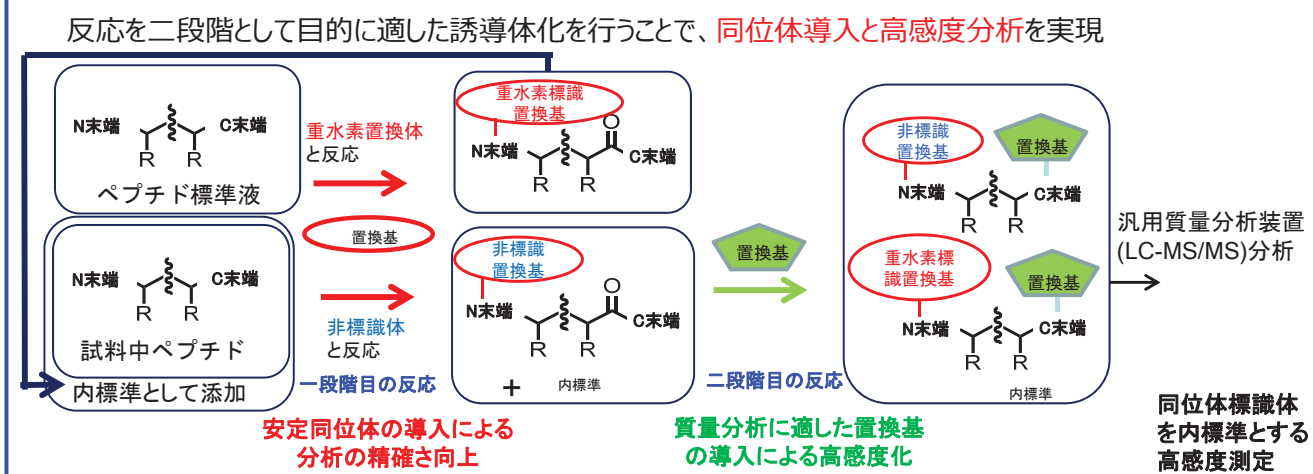 反応を二段階として目的に適した誘導体化を行うことで、同位体導入と高感度分析を実現
N末端
C末端
R
R
ペプチド標準液
重水素置換体
と反応
重水素標識
置換基
N末端
O
C末端
R
R
置換基
N末端
C末端
R
R
試料中ペプチド
内標準として添加
非標識体
と反応
一段階目の反応
安定同位体の導入による
分析の精確さ向上
非標識
置換基
N末端
O
C末端
R
R
+
内標準
置換基
二段階目の反応
質量分析に適した置換基
の導入による高感度化
非標識
置換基
置換基
N末端
C末端
R
R
重水素標
識置換基
置換基
N末端
C末端
R
R
内標準
汎用質量分析装置
(LC-MS/MS)分析
同位体標識体
を内標準とする
高感度測定